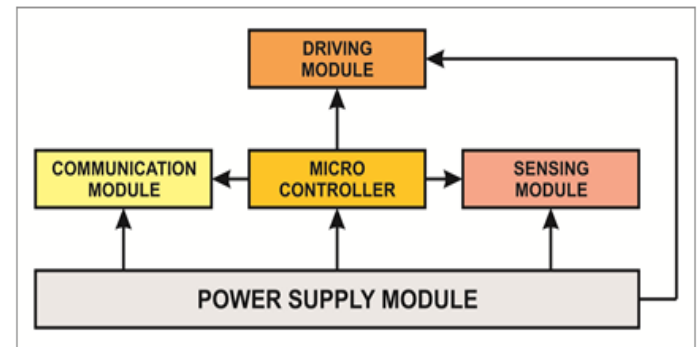 DRIVING
MODULE
COMMUNICATION
MODULE
MICRO
CONTROLLER
SENSING
MODULE
POWER SUPPLY MODULE